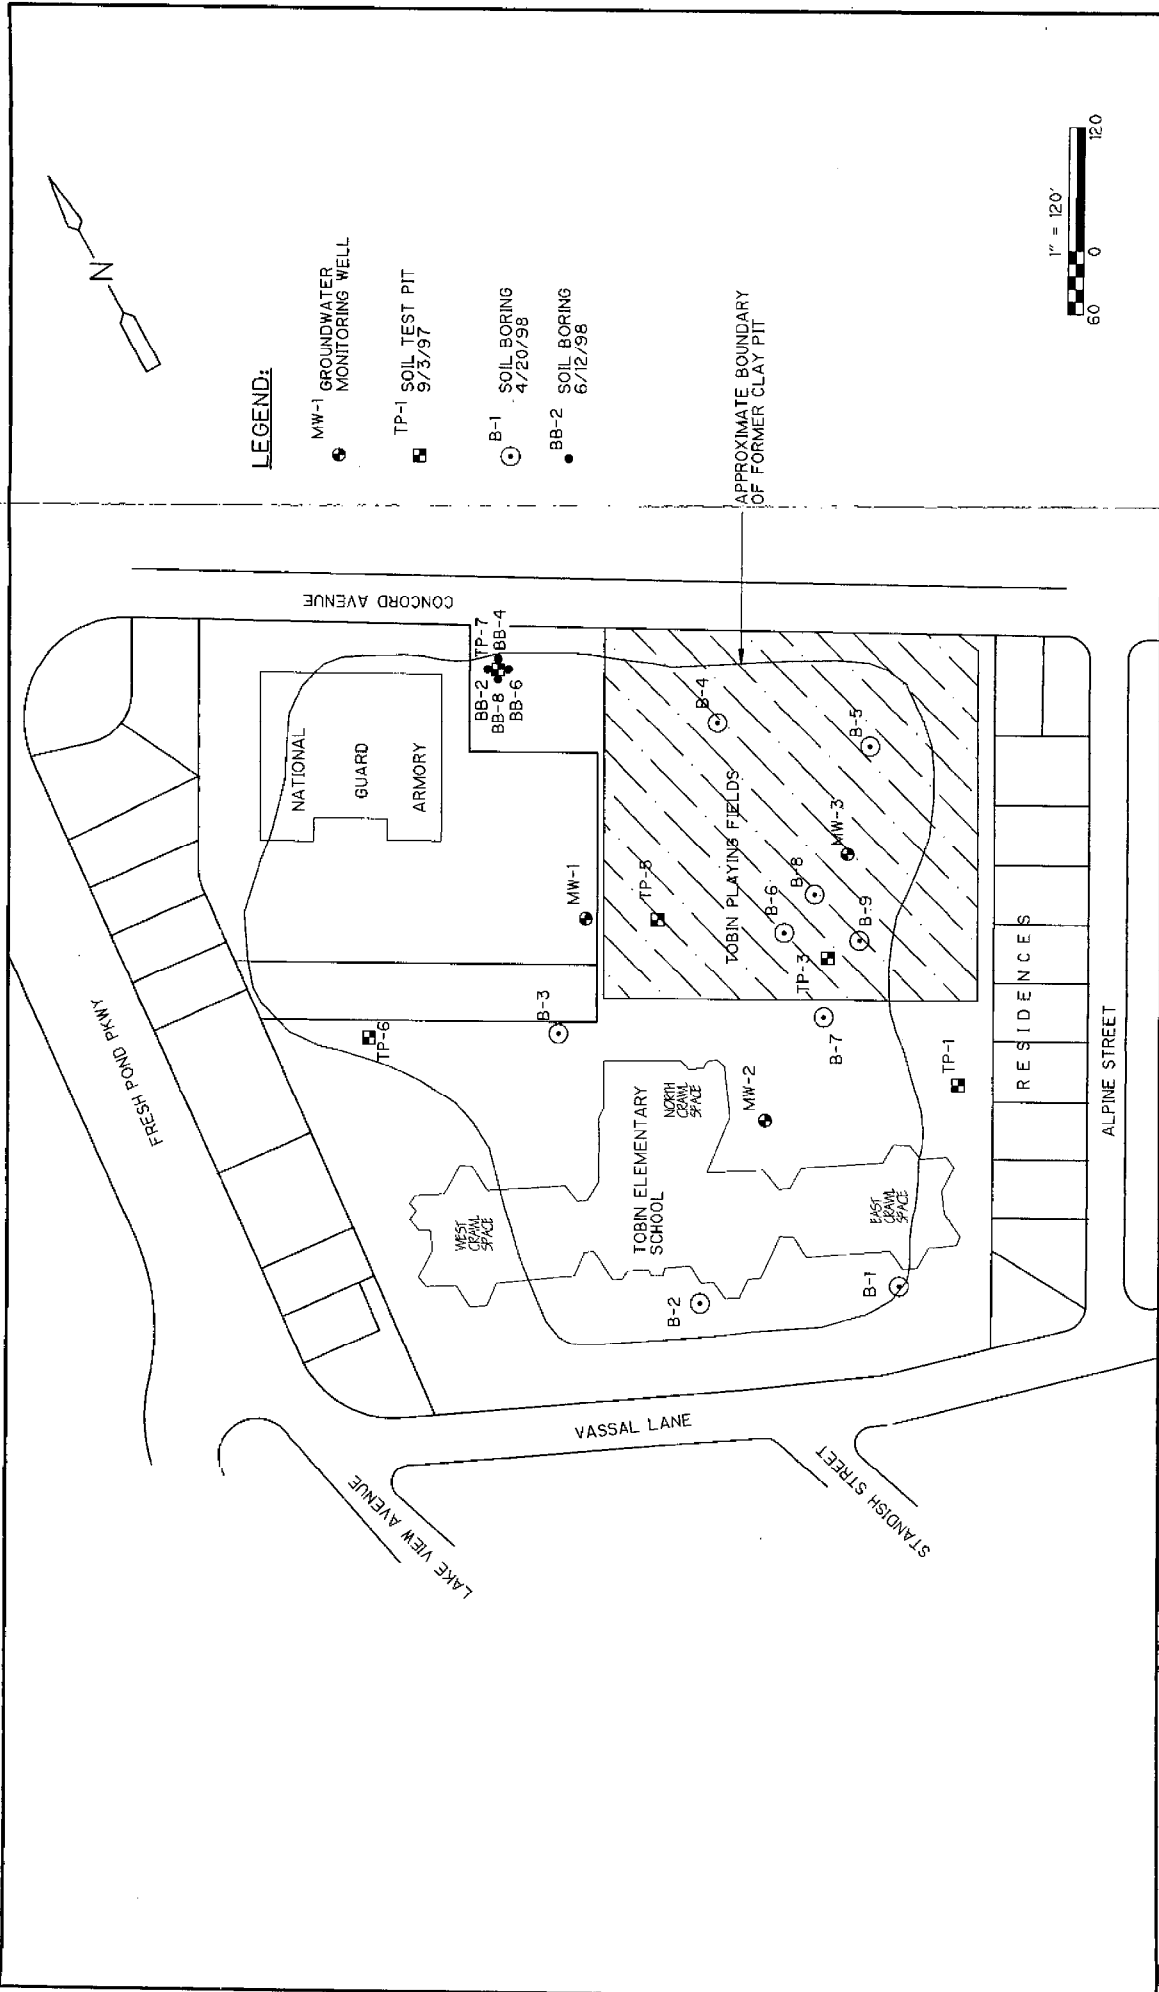 N
LEGEND:
MW-1 GROUNDWATER
MONITORING WELL
TP-1 SOIL TEST PIT
9/3/97
B-1 SOIL BORING
4/20/98
BB-2 SOIL BORING
6/12/98
APPROXIMATE BOUNDARY
OF FORMER CLAY PIT
1" = 120'
60 0 120
CONCORD AVENUE
NATIONAL
GUARD
ARMORY
BB-2 TP-7
BB-8 BB-4
BB-6
B-4
B-5
TOBIN PLAYING FIELDS
MW-3
MW-1
TP-5
B-6
B-8
B-9
TP-3
FRESH POND PKWY
TP-6
B-3
B-7
TP-1
MW-2
RESIDENCES
ALPINE STREET
NORTH
CRAWL
SPACE
TOBIN ELEMENTARY
SCHOOL
WEST
CRAWL
SPACE
EAST
CRAWL
SPACE
B-2
B-1
VASSAL LANE
LAKE VIEW AVENUE
STANDISH STREET